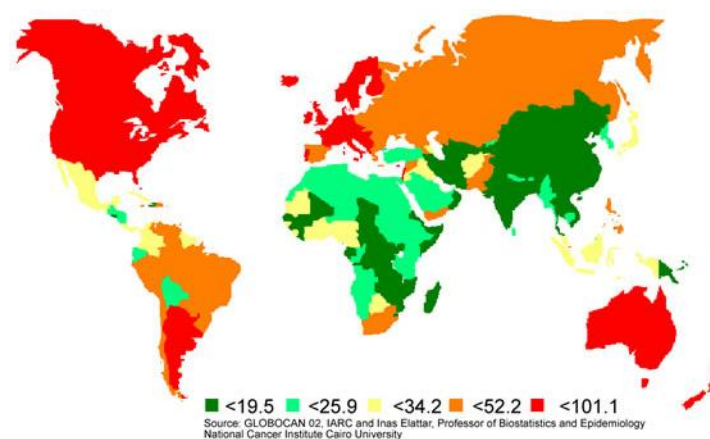 <19.5 <25.9 <34.2 <52.2 <101.1
Source: GLOBOCAN 02, IARC and Inas Elattar, Professor of Biostatistics and Epidemiology
National Cancer Institute Cairo University